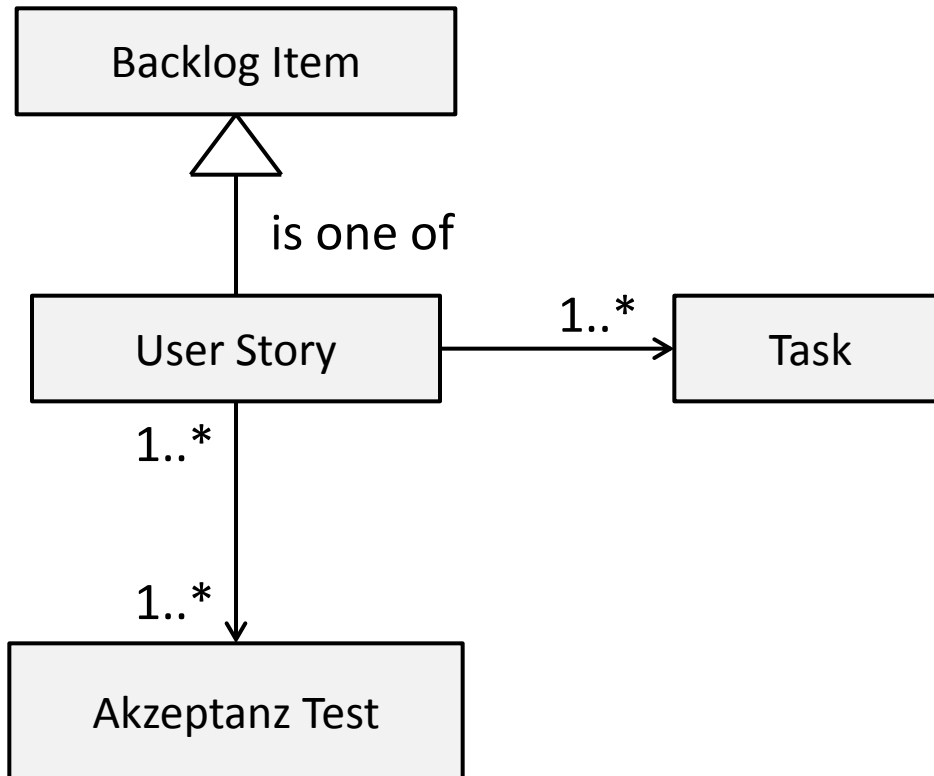 Backlog Item
is one of
User Story
1..*
Task
1..*
1..*
Akzeptanz Test